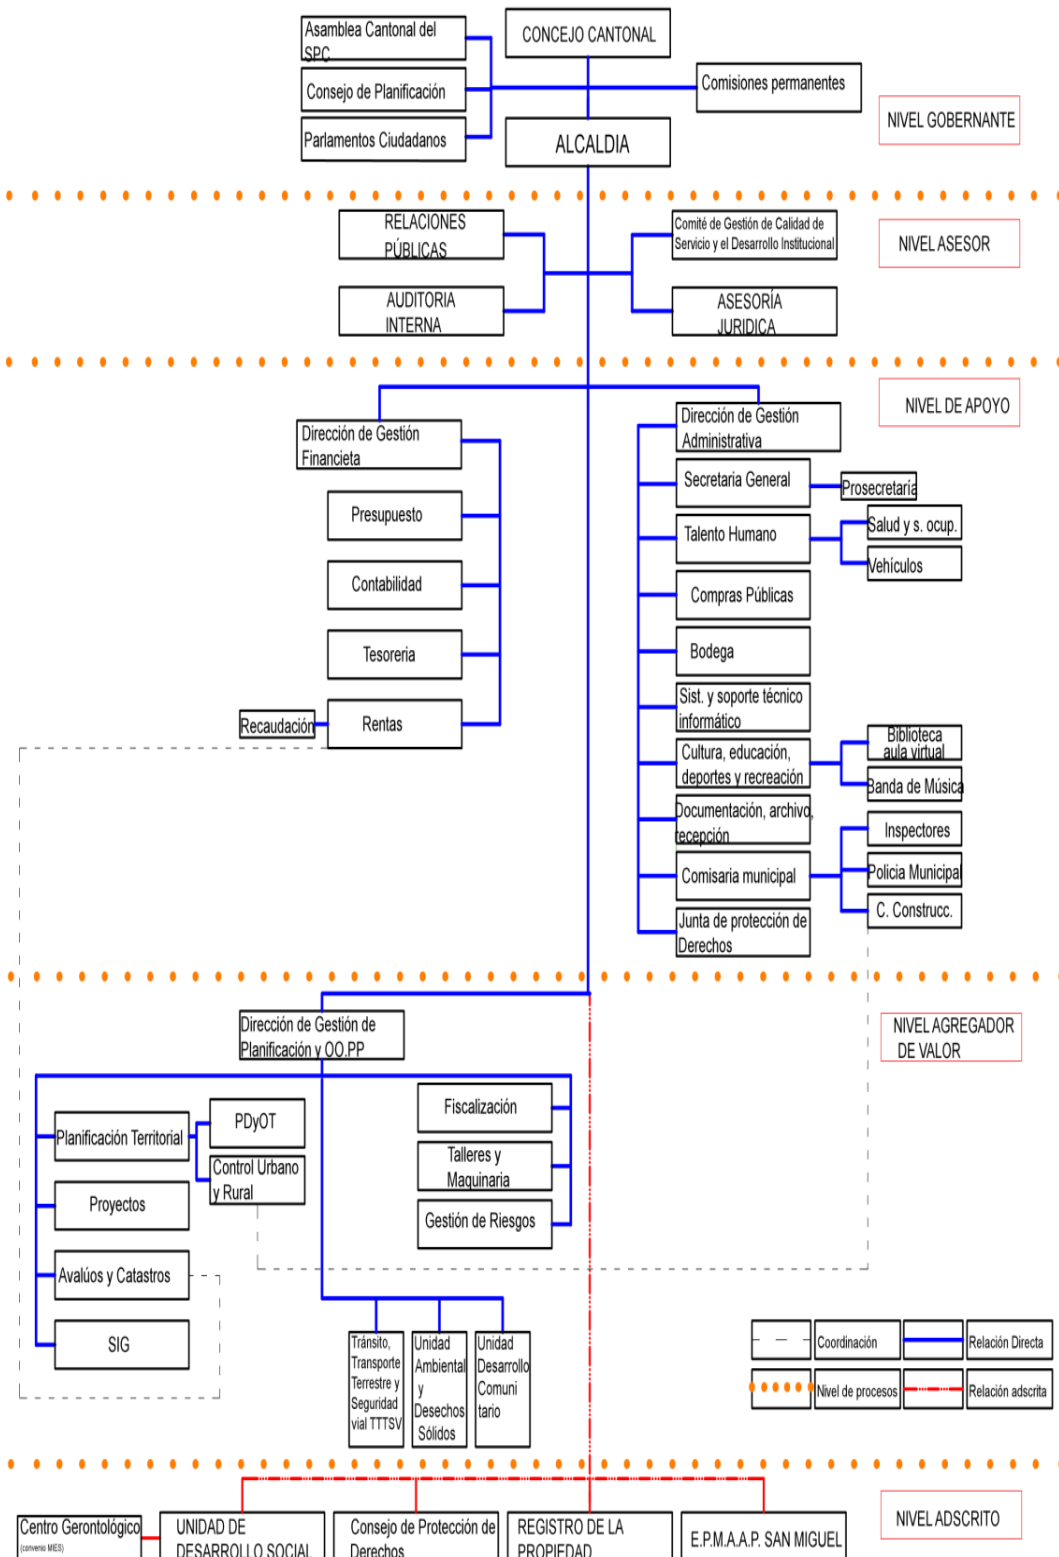 Asamblea Cantonal del
SPC
CONCEJO CANTONAL
Consejo de Planificación
Comisiones permanentes
Parlamentos Ciudadanos
ALCALDIA
NIVEL GOBERNANTE
RELACIONES
PÚBLICAS
Comité de Gestión de Calidad de
Servicio y el Desarrollo Institucional
NIVEL ASESOR
AUDITORIA
INTERNA
ASESORÍA
JURIDICA
NIVEL DE APOYO
Dirección de Gestión
Financieta
Presupuesto
Contabilidad
Tesoreria
Rentas
Recaudación
Dirección de Gestión
Administrativa
Secretaria General
Prosecretaría
Talento Humano
Salud y s. ocup.
Vehículos
Compras Públicas
Bodega
Sist. y soporte técnico
informático
Cultura, educación,
deportes y recreación
Biblioteca
aula virtual
Banda de Música
Documentación, archivo,
recepción
Comisaria municipal
Inspectores
Policia Municipal
C. Construcc.
Junta de protección de
Derechos
NIVEL AGREGADOR
DE VALOR
Dirección de Gestión de
Planificación y OO.PP
Planificación Territorial
PDyOT
Control Urbano
y Rural
Proyectos
Avalúos y Catastros
SIG
Fiscalización
Talleres y
Maquinaria
Gestión de Riesgos
Tránsito,
Transporte
Terrestre y
Seguridad
vial TTTSV
Unidad
Ambiental
y
Desechos
Sólidos
Unidad
Desarrollo
Comuni
tario
Coordinación
Relación Directa
Nivel de procesos
Relación adscrita
NIVEL ADSCRITO
Centro Gerontológico
(convenio MIES)
UNIDAD DE
DESARROLLO SOCIAL
Consejo de Protección de
Derechos
REGISTRO DE LA
PROPIEDAD
E.P.M.A.A.P. SAN MIGUEL